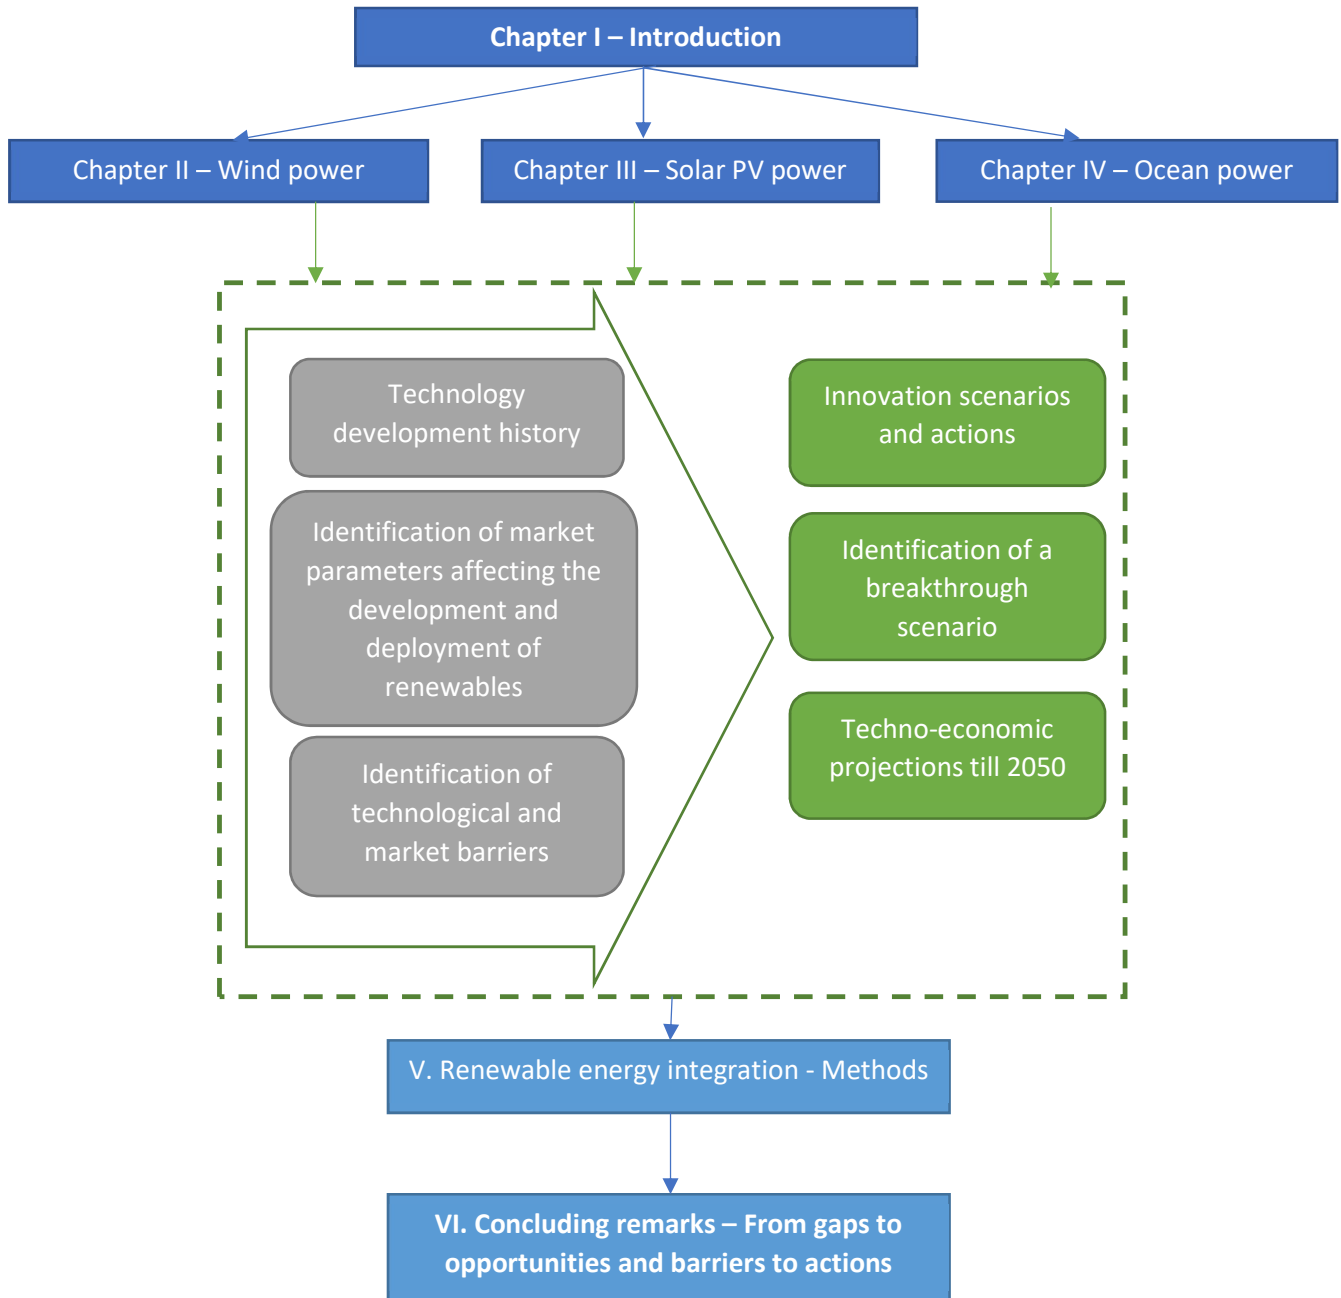 Chapter I – Introduction
Chapter II – Wind power
Chapter III – Solar PV power
Chapter IV – Ocean power
Technology
development history
Identification of market
parameters affecting the
development and
deployment of
renewables
Identification of
technological and
market barriers
Innovation scenarios
and actions
Identification of a
breakthrough
scenario
Techno-economic
projections till 2050
V. Renewable energy integration - Methods
VI. Concluding remarks – From gaps to
opportunities and barriers to actions